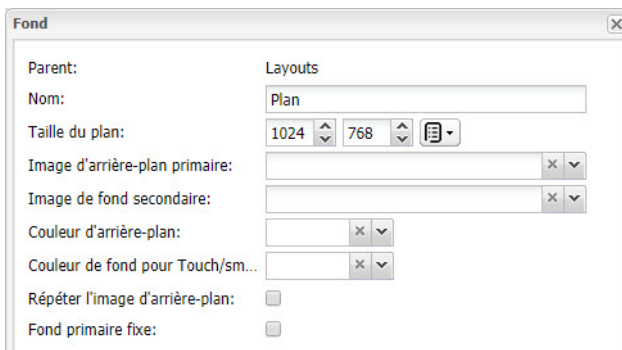 Fond
Parent: Layouts
Nom: Plan
Taille du plan: 1024 768
Image d'arrière-plan primaire:
Image de fond secondaire:
Couleur d'arrière-plan:
Couleur de fond pour Touch/sm...
Répéter l'image d'arrière-plan:
Fond primaire fixe: